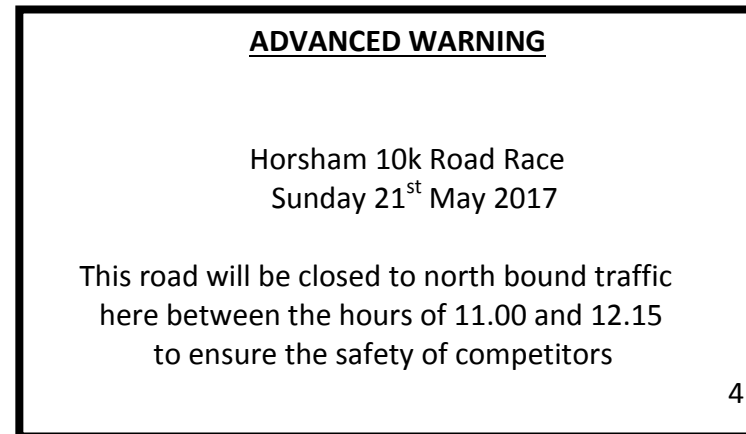 ADVANCED WARNING
Horsham 10k Road Race
Sunday 21st May 2017
This road will be closed to north bound traffic
here between the hours of 11.00 and 12.15
to ensure the safety of competitors
4